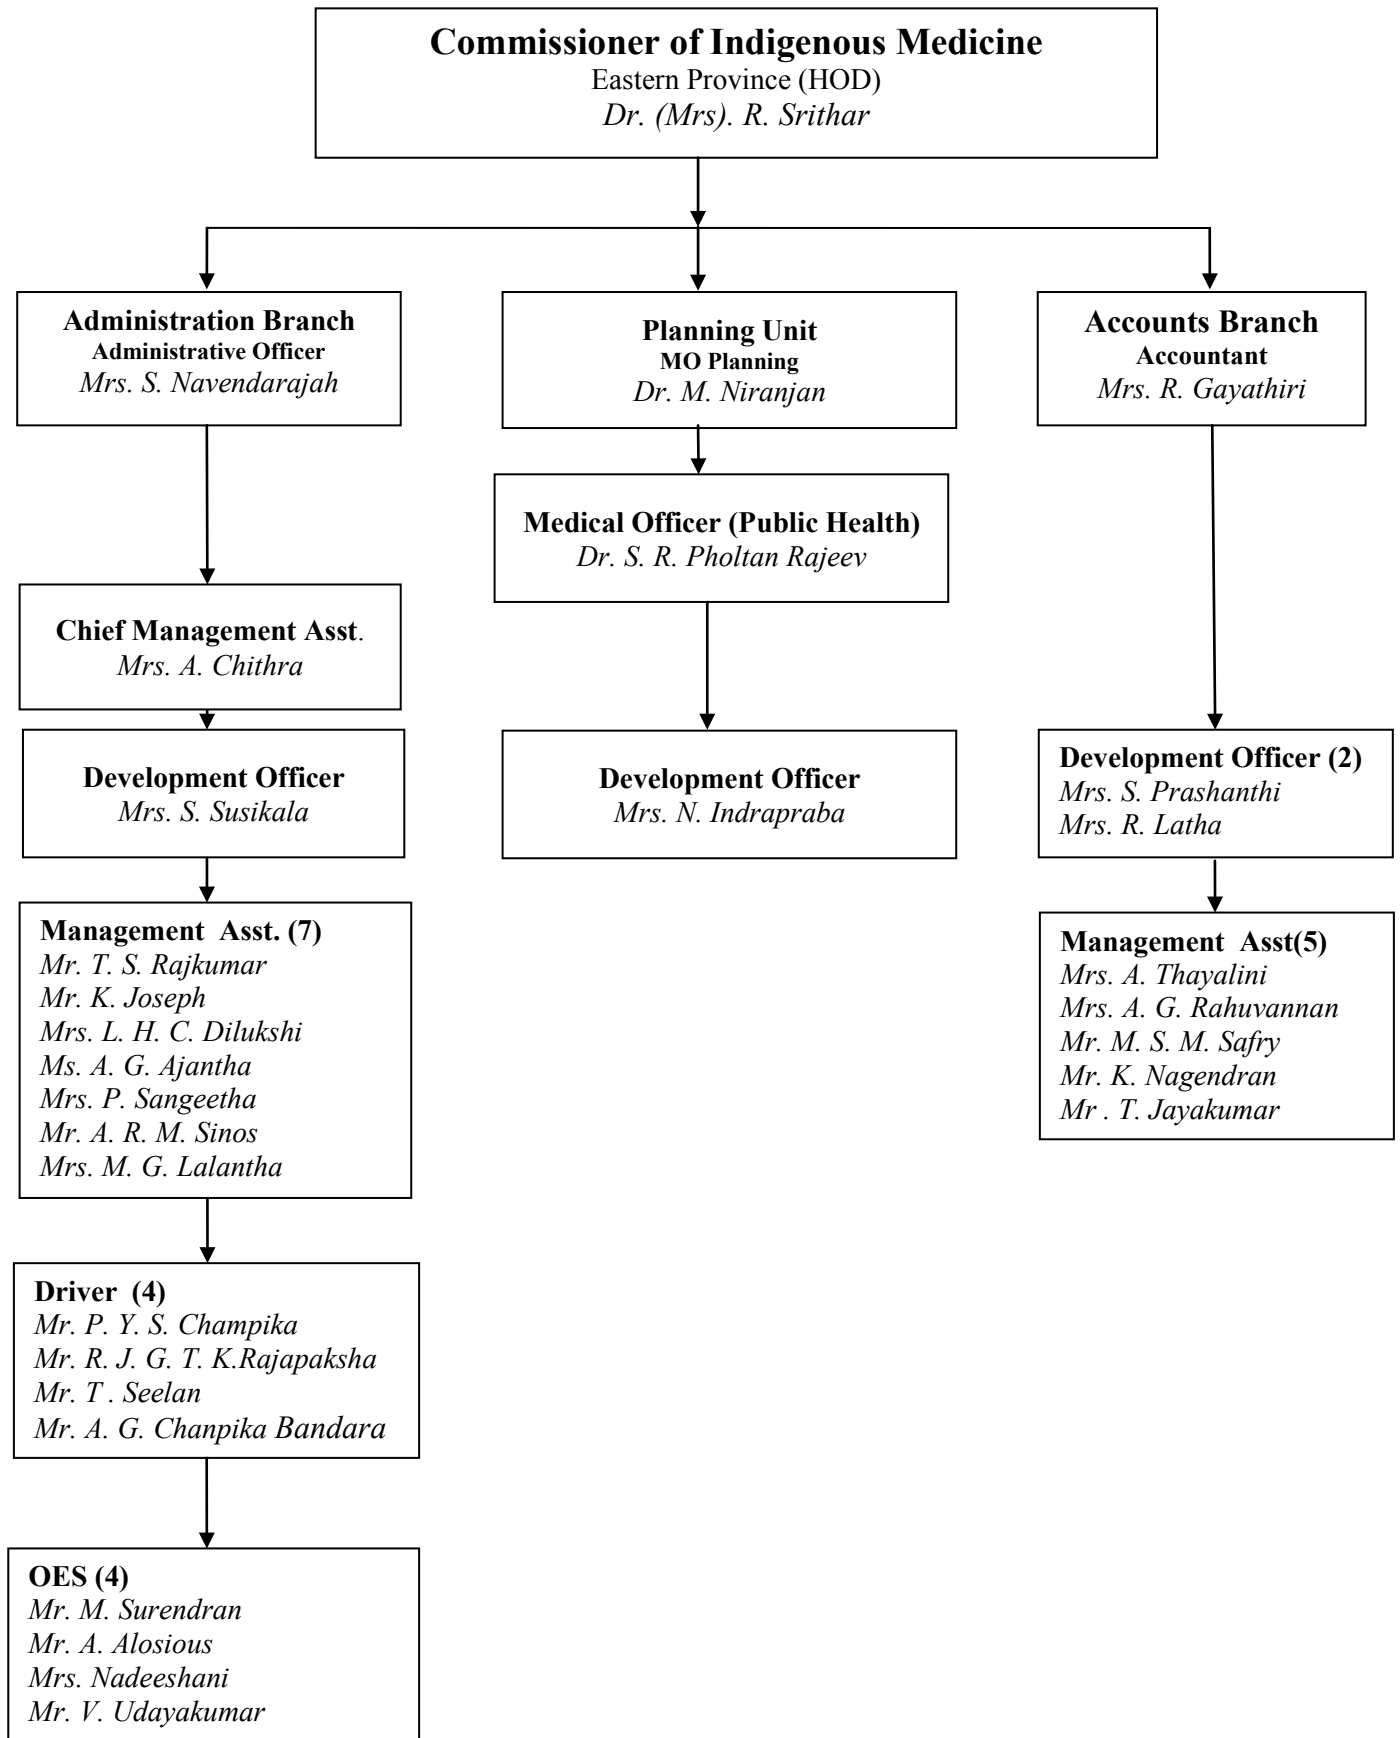 Commissioner of Indigenous Medicine
Eastern Province (HOD)
Dr. (Mrs). R. Srithar
Administration Branch
Administrative Officer
Mrs. S. Navendarajah
Planning Unit
MO Planning
Dr. M. Niranjan
Accounts Branch
Accountant
Mrs. R. Gayathiri
Medical Officer (Public Health)
Dr. S. R. Pholtan Rajeev
Chief Management Asst.
Mrs. A. Chithra
Development Officer
Mrs. S. Susikala
Development Officer
Mrs. N. Indrapraba
Development Officer (2)
Mrs. S. Prashanthi
Mrs. R. Latha
Management  Asst. (7)
Mr. T. S. Rajkumar
Mr. K. Joseph
Mrs. L. H. C. Dilukshi
Ms. A. G. Ajantha
Mrs. P. Sangeetha
Mr. A. R. M. Sinos
Mrs. M. G. Lalantha
Management  Asst(5)
Mrs. A. Thayalini
Mrs. A. G. Rahuvannan
Mr. M. S. M. Safry
Mr. K. Nagendran
Mr . T. Jayakumar
Driver  (4)
Mr. P. Y. S. Champika
Mr. R. J. G. T. K.Rajapaksha
Mr. T . Seelan
Mr. A. G. Chanpika Bandara
OES (4)
Mr. M. Surendran
Mr. A. Alosious
Mrs. Nadeeshani
Mr. V. Udayakumar